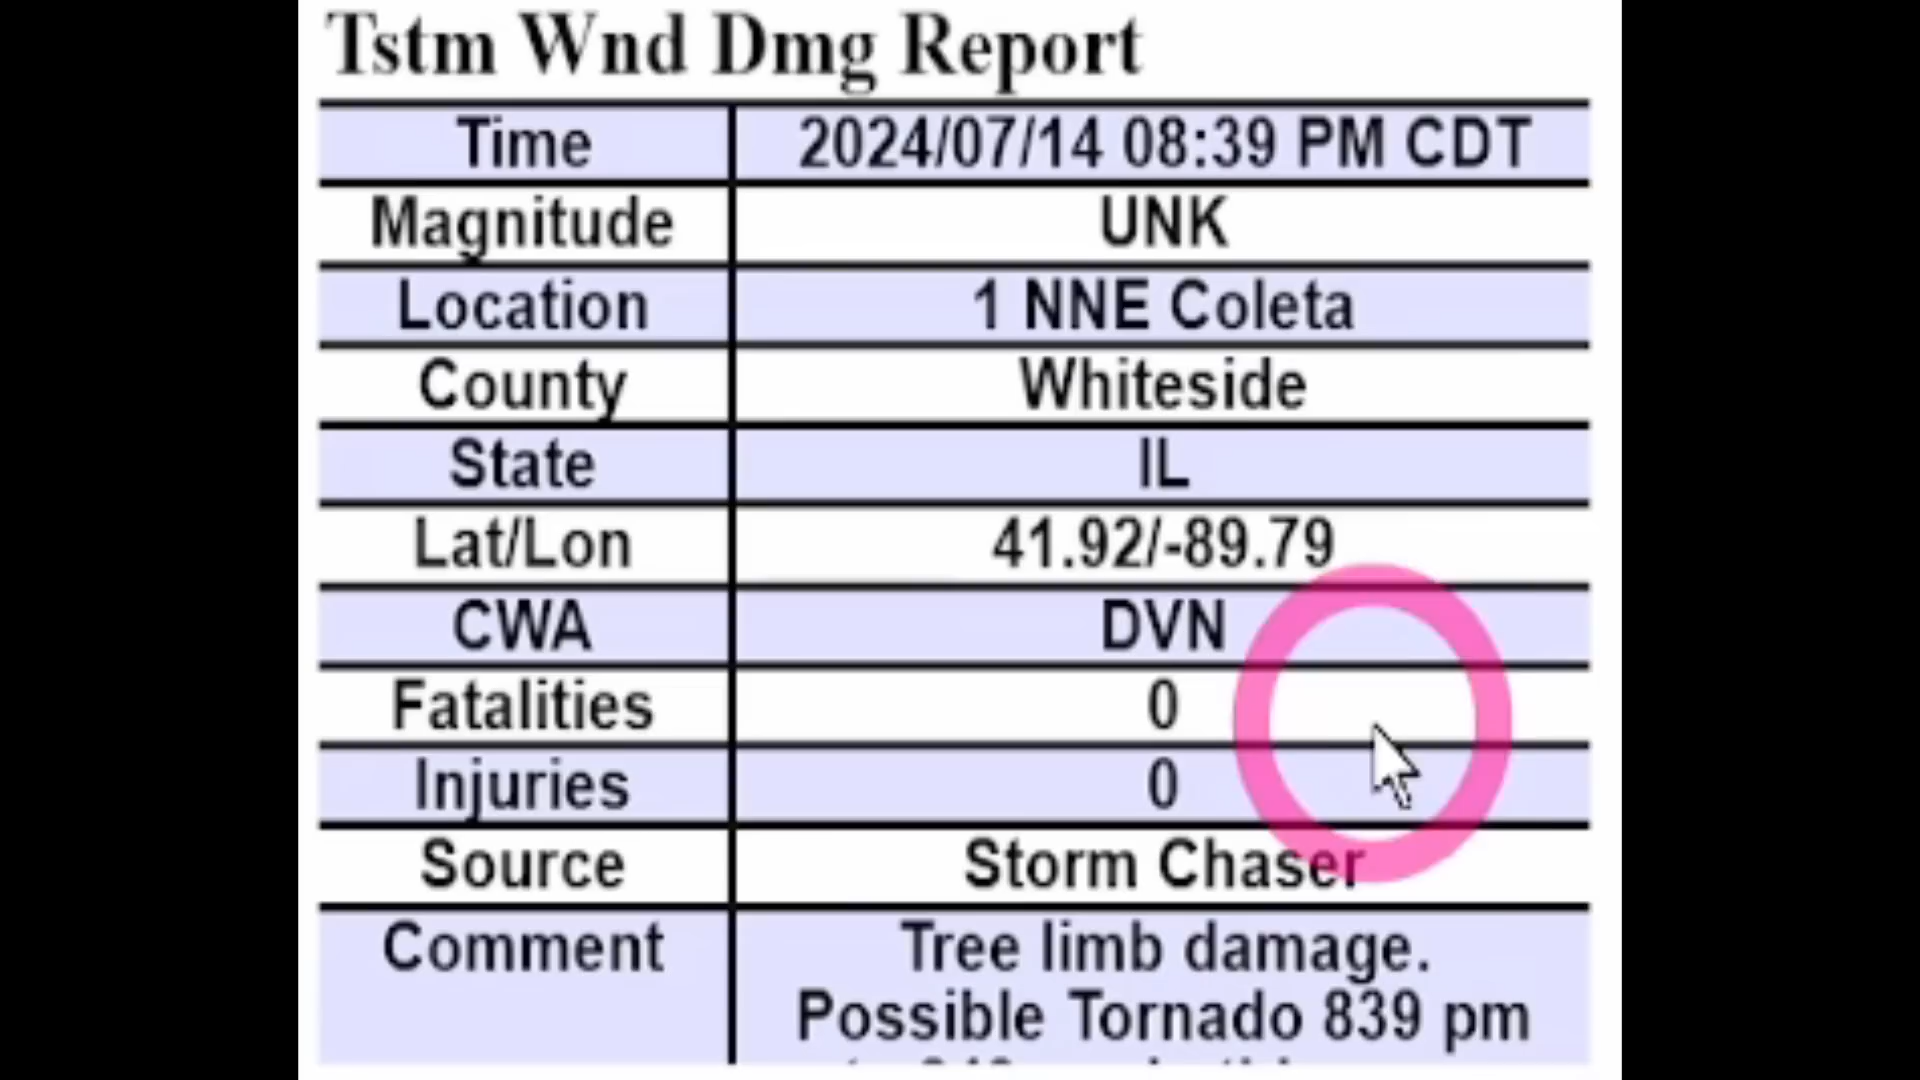 Tstm Wnd Dmg Report
Time 2024/07/14 08:39 PM CDT
Magnitude UNK
Location 1 NNE Coleta
County Whiteside
State IL
Lat/Lon 41.92/-89.79
CWA DVN
Fatalities 0
Injuries 0
Source Storm Chaser
Comment Tree limb damage.
Possible Tornado 839 pm